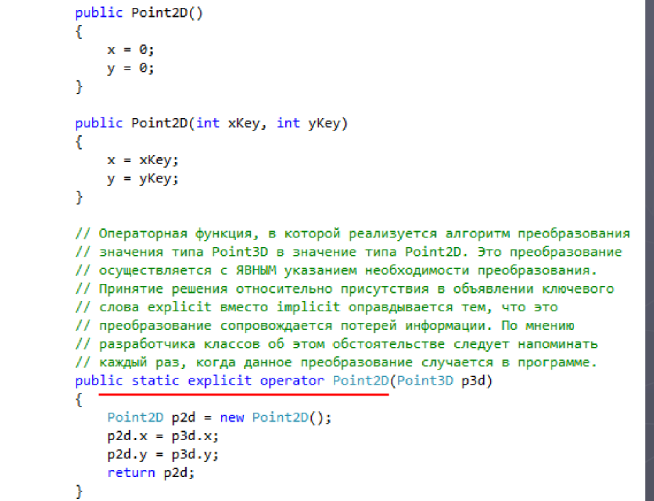 public Point2D()
{
x = 0;
y = 0;
}
public Point2D(int xKey, int yKey)
{
x = xKey;
y = yKey;
}
// Операторная функция, в которой реализуется алгоритм преобразования
// значения типа Point3D в значение типа Point2D. Это преобразование
// осуществляется с ЯВНЫМ указанием необходимости преобразования.
// Принятие решения относительно присутствия в объявлении ключевого
// слова explicit вместо implicit оправдывается тем, что это
// преобразование сопровождается потерей информации. По мнению
// разработчика классов об этом обстоятельстве следует напоминать
// каждый раз, когда данное преобразование случается в программе.
public static explicit operator Point2D(Point3D p3d)
{
Point2D p2d = new Point2D();
p2d.x = p3d.x;
p2d.y = p3d.y;
return p2d;
}